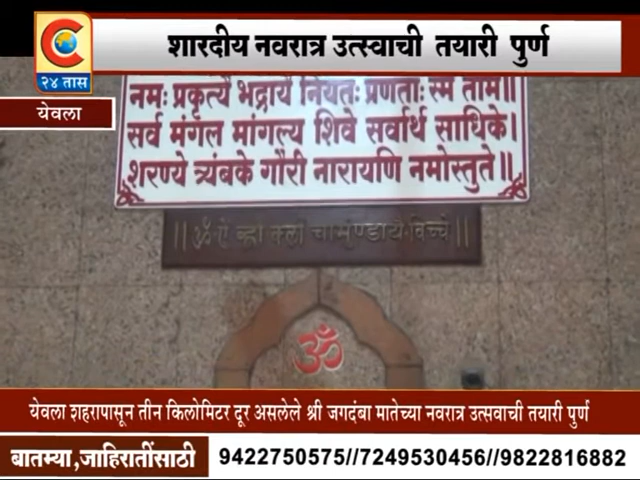 C
२४ तास
शारदीय नवरात्र उत्स्वाची तयारी पुर्ण
येवला
नमः प्रकृत्यै भद्रायै नियतः प्रणताः स्म ताम॥
सर्व मंगल मांगल्य शिवे सर्वार्थ साधिके।
शरण्ये त्र्यंबके गौरी नारायणि नमोस्तुते॥
॥ॐ ऐं
विच्चे॥
ॐ
येवला शहरापासून तीन किलोमिटर दूर असलेले श्री जगदंबा मातेच्या नवरात्र उत्सवाची तयारी पुर्ण
बातम्या,जाहिरातींसाठी
9422750575//7249530456//9822816882